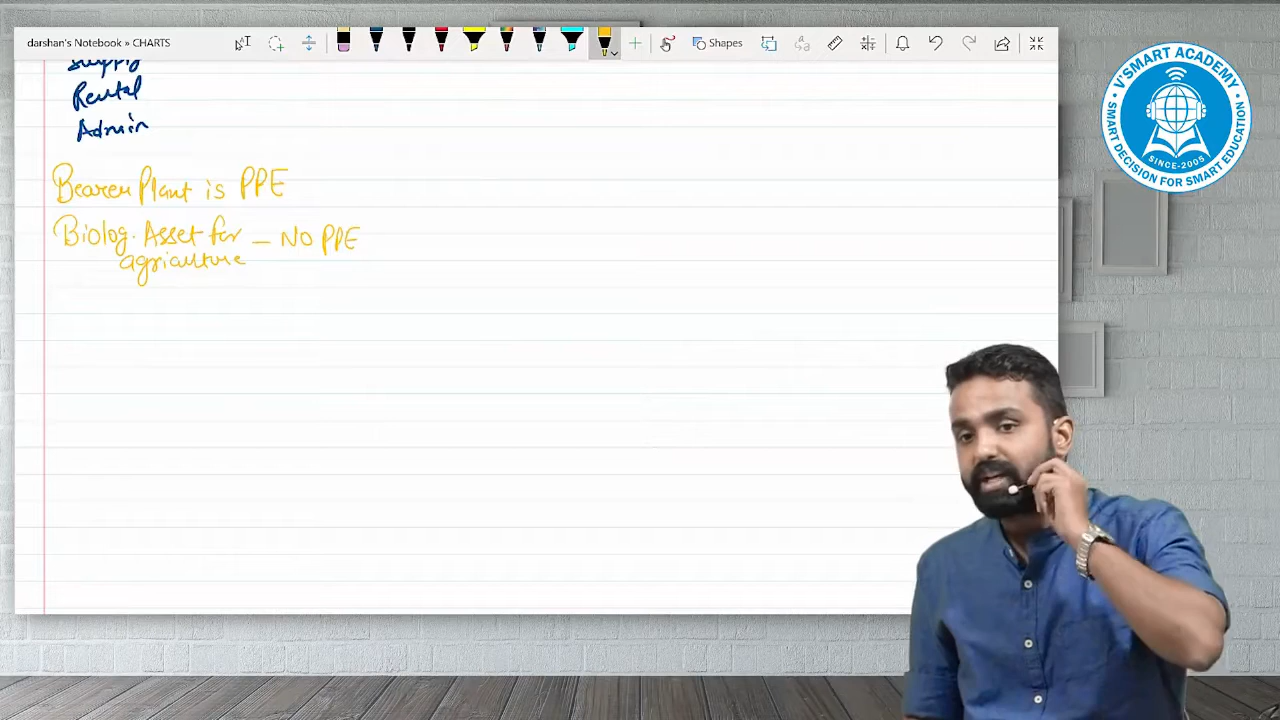 darshan's Notebook » CHARTS
Shapes
Supply
Rental
Admin
Bearer Plant is PPE
Biolog. Asset for — NO PPE
agriculture
V'SMART ACADEMY
SINCE-2005
SMART DECISION FOR SMART EDUCATION